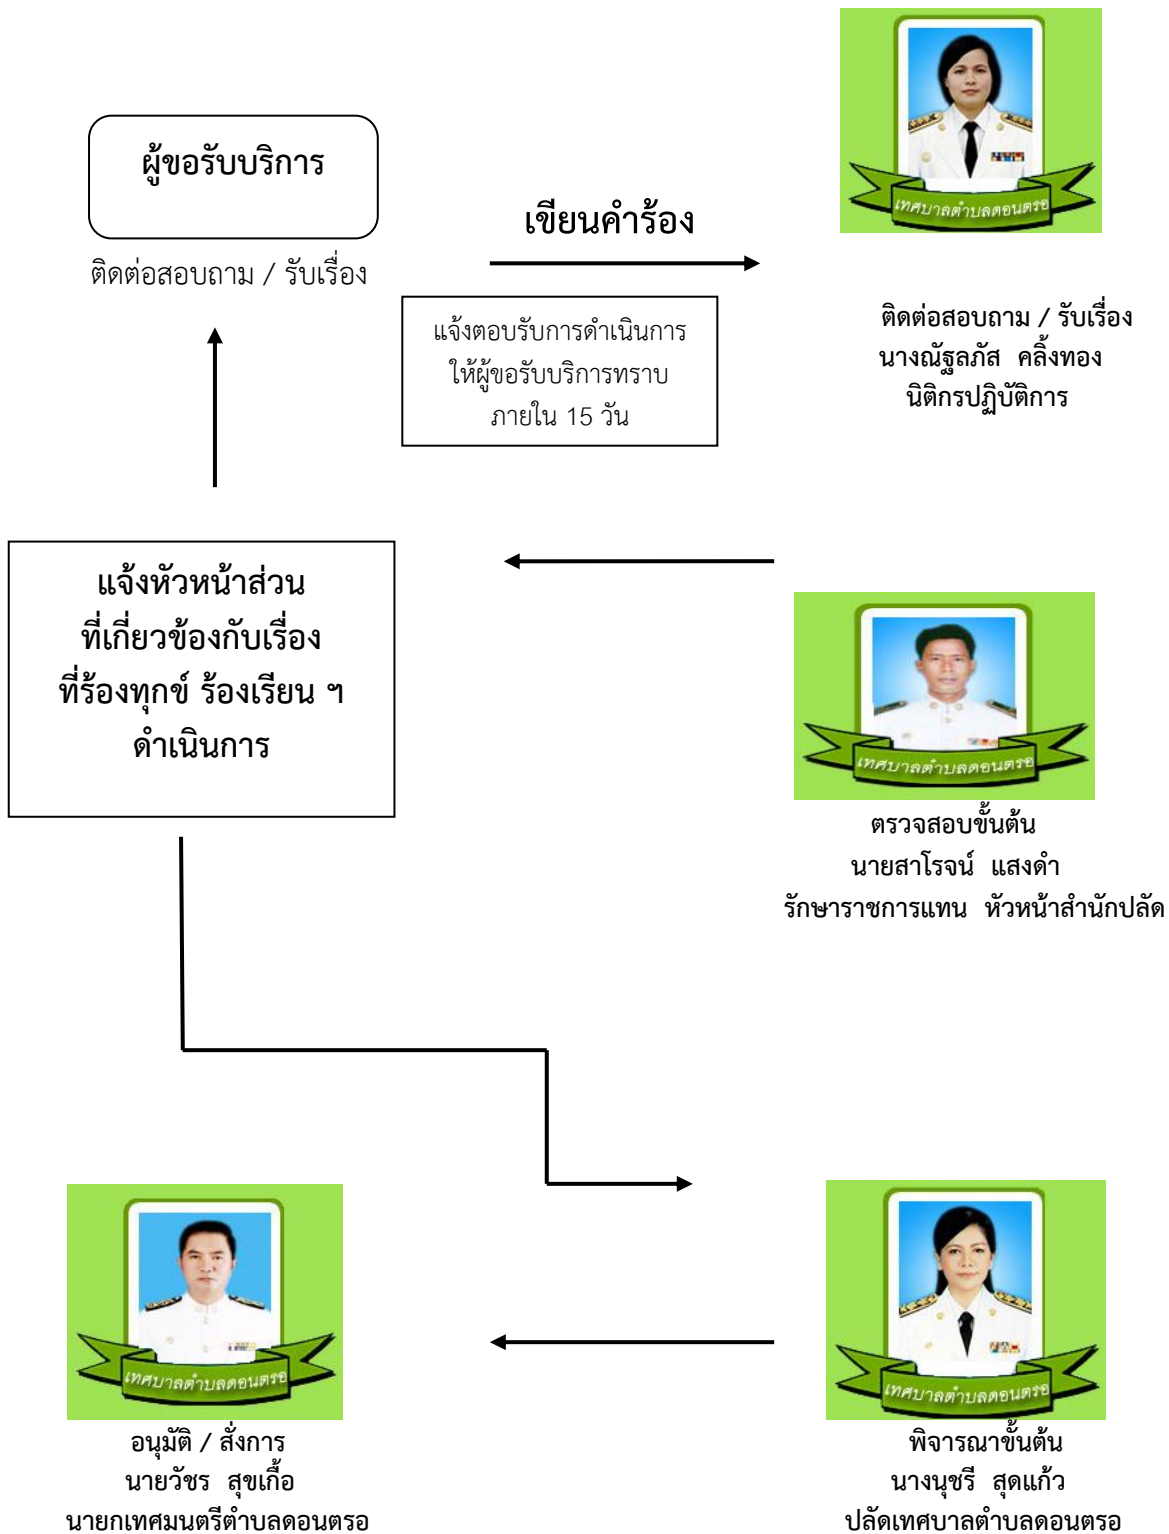 ผู้ขอรับบริการ
ติดต่อสอบถาม / รับเรื่อง
เขียนคำร้อง
แจ้งตอบรับการดำเนินการ
ให้ผู้ขอรับบริการทราบ
ภายใน 15 วัน
เทศบาลตำบลดอนตรอ
ติดต่อสอบถาม / รับเรื่อง
นางณัฐลภัส คลิ้งทอง
นิติกรปฏิบัติการ
แจ้งหัวหน้าส่วน
ที่เกี่ยวข้องกับเรื่อง
ที่ร้องทุกข์ ร้องเรียน ฯ
ดำเนินการ
เทศบาลตำบลดอนตรอ
ตรวจสอบขั้นต้น
นายสาโรจน์ แสงดำ
รักษาราชการแทน หัวหน้าสำนักปลัด
เทศบาลตำบลดอนตรอ
อนุมัติ / สั่งการ
นายวัชร สุขเกื้อ
นายกเทศมนตรีตำบลดอนตรอ
เทศบาลตำบลดอนตรอ
พิจารณาขั้นต้น
นางนุชรี สุดแก้ว
ปลัดเทศบาลตำบลดอนตรอ